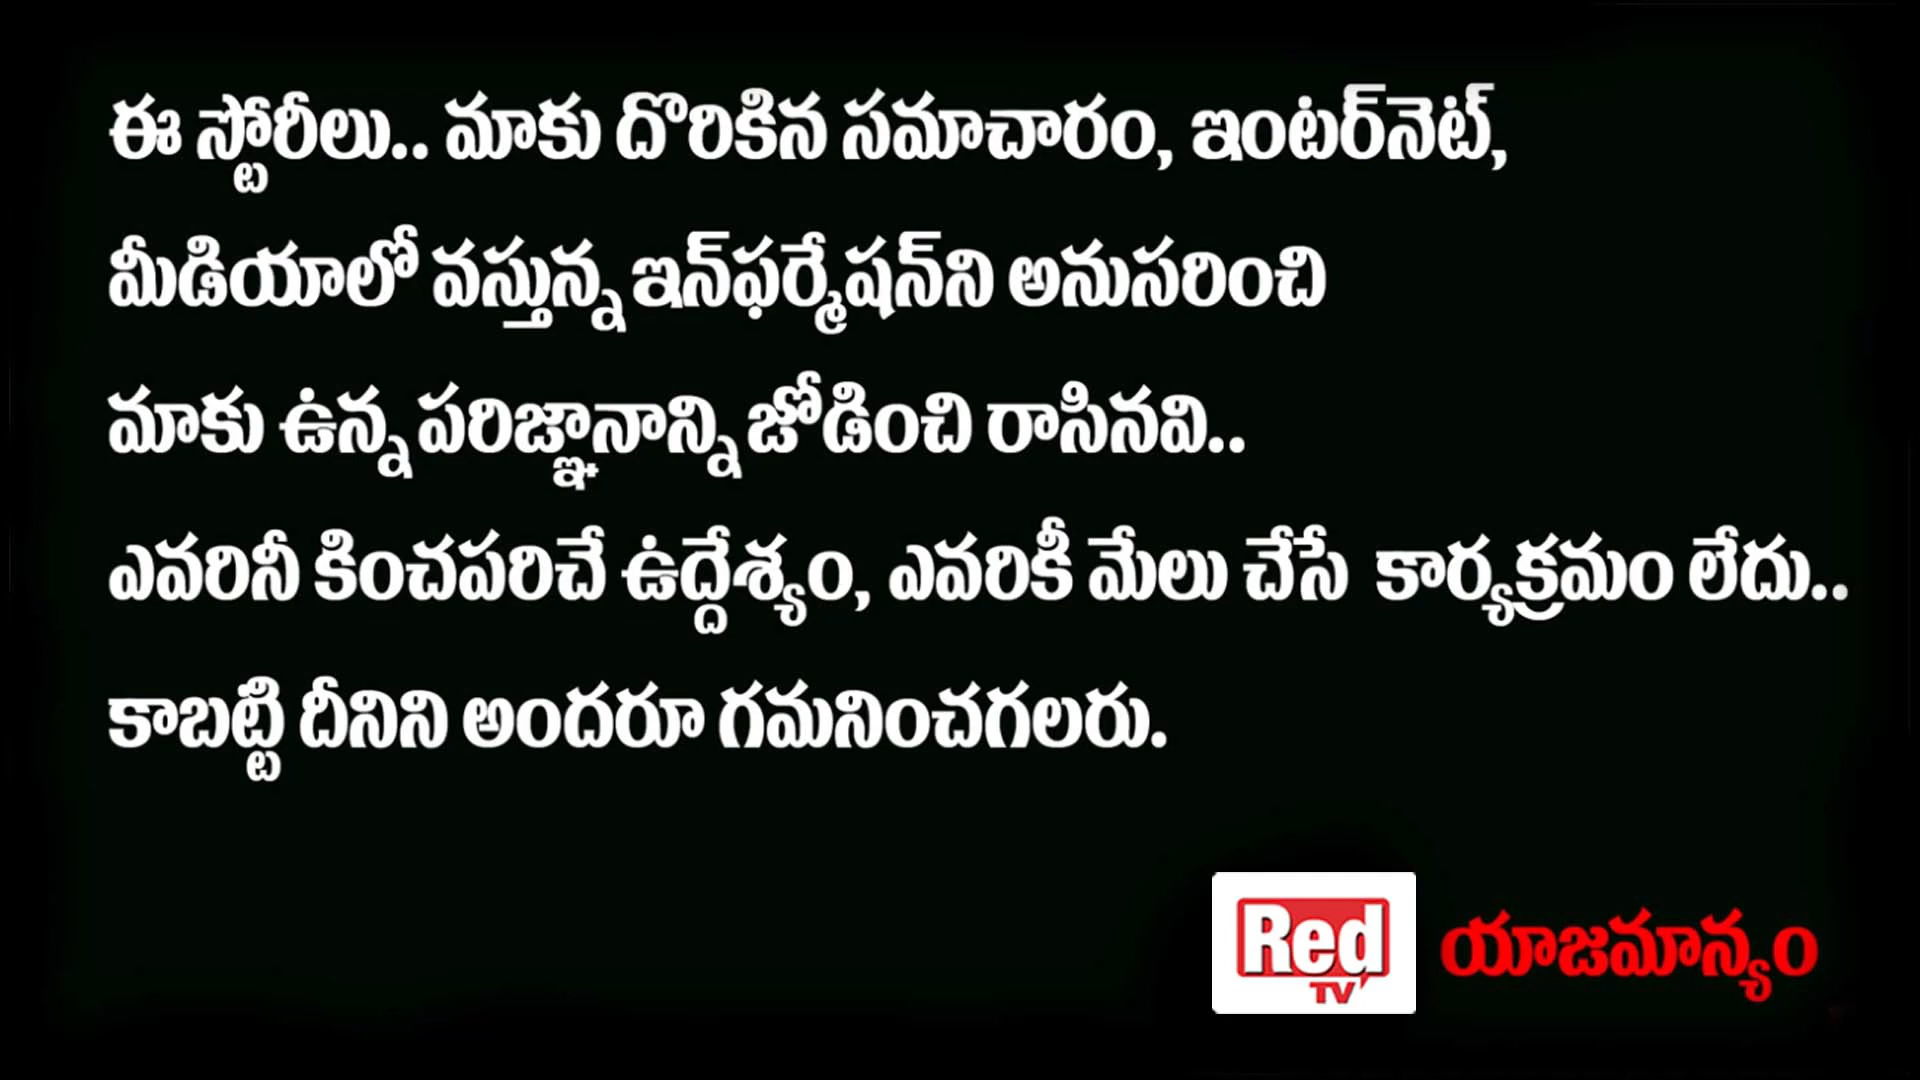 ఈ స్టోరీలు.. మాకు దొరికిన సమాచారం, ఇంటర్‌నెట్,
మీడియాలో వస్తున్న ఇన్‌ఫర్మేషన్‌ని అనుసరించి
మాకు ఉన్న పరిజ్ఞానాన్ని జోడించి రాసినవి..
ఎవరినీ కించపరిచే ఉద్దేశ్యం, ఎవరికీ మేలు చేసే కార్యక్రమం లేదు..
కాబట్టి దీనిని అందరూ గమనించగలరు.
Red TV యాజమాన్యం